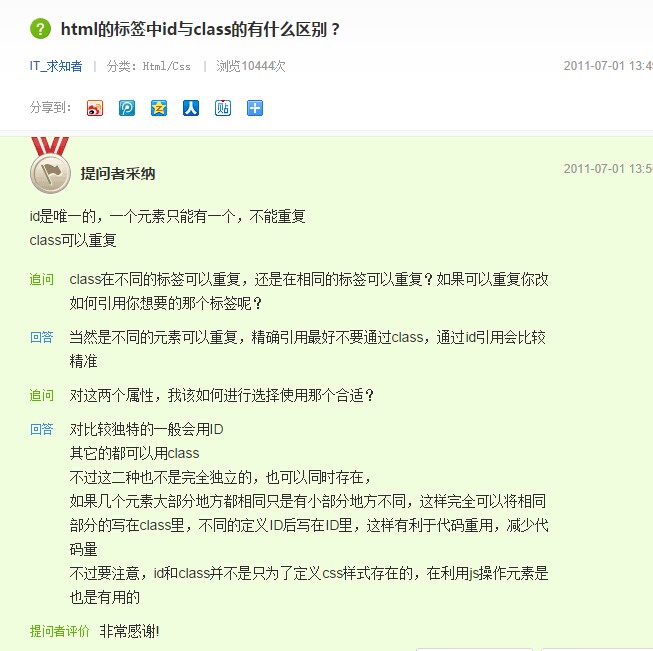 html的标签中id与class的有什么区别？
IT_求知者 | 分类：Html/Css | 浏览10444次 2011-07-01 13:4
分享到：
贴
提问者采纳 2011-07-01 13:5
id是唯一的，一个元素只能有一个，不能重复
class可以重复
追问 class在不同的标签可以重复，还是在相同的标签可以重复？如果可以重复你改
如何引用你想要的那个标签呢？
回答 当然是不同的元素可以重复，精确引用最好不要通过class，通过id引用会比较
精准
追问 对这两个属性，我该如何进行选择使用那个合适？
回答 对比较独特的一般会用ID
其它的都可以用class
不过这二种也不是完全独立的，也可以同时存在，
如果几个元素大部分地方都相同只是有小部分地方不同，这样完全可以将相同
部分的写在class里，不同的定义ID后写在ID里，这样有利于代码重用，减少代
码量
不过要注意，id和class并不是只为了定义css样式存在的，在利用js操作元素是
也是有用的
提问者评价 非常感谢!